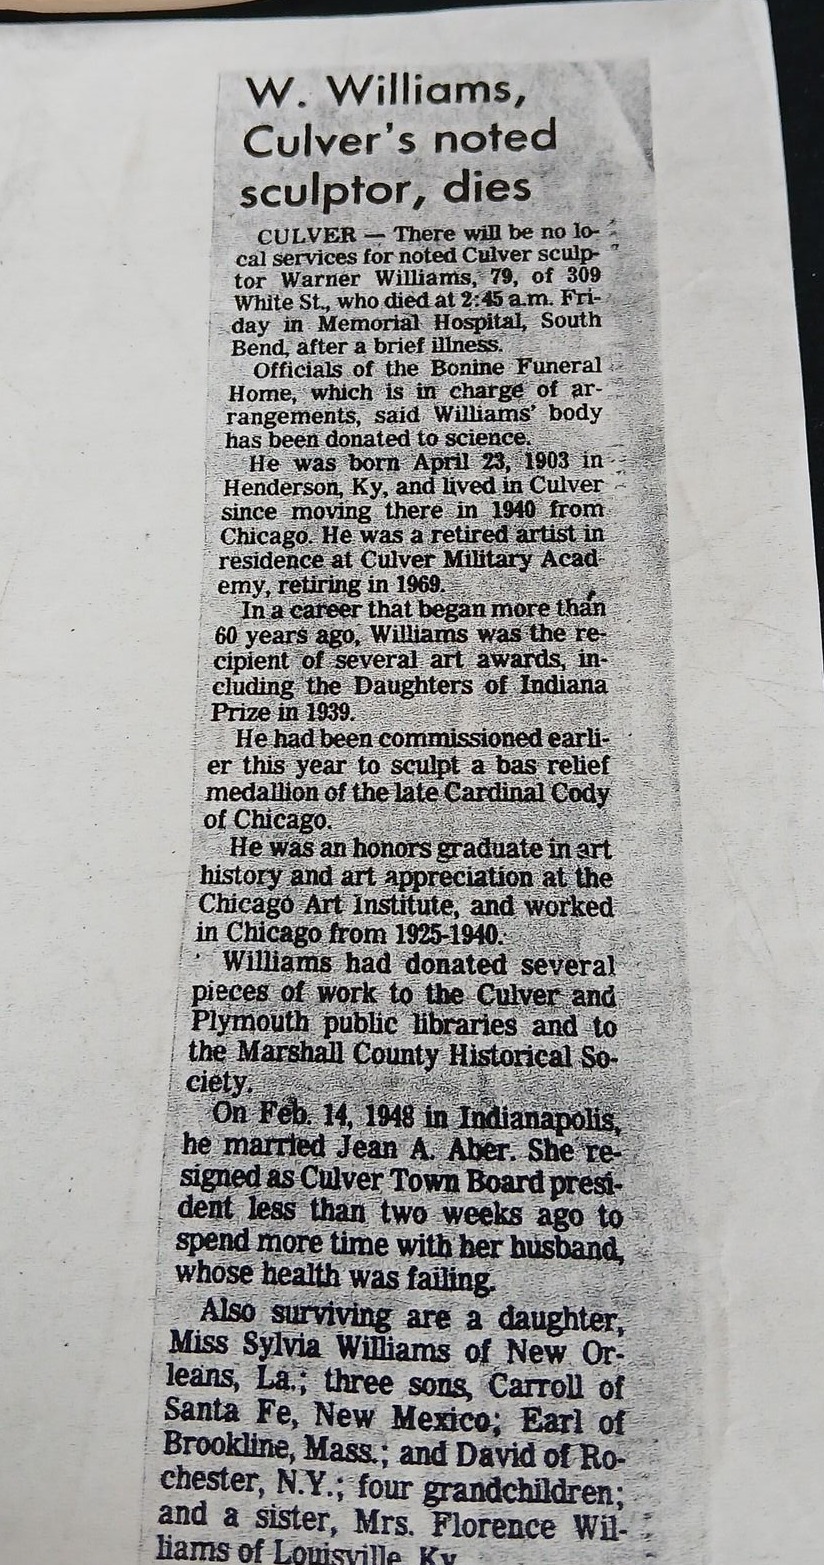 W. Williams,
Culver's noted
sculptor, dies
CULVER — There will be no lo-
cal services for noted Culver sculp-
tor Warner Williams, 79, of 309
White St., who died at 2:45 a.m. Fri-
day in Memorial Hospital, South
Bend, after a brief illness.
Officials of the Bonine Funeral
Home, which is in charge of ar-
rangements, said Williams' body
has been donated to science.
He was born April 23, 1903 in
Henderson, Ky, and lived in Culver
since moving there in 1940 from
Chicago. He was a retired artist in
residence at Culver Military Acad-
emy, retiring in 1969.
In a career that began more than
60 years ago, Williams was the re-
cipient of several art awards, in-
cluding the Daughters of Indiana
Prize in 1939.
He had been commissioned earli-
er this year to sculpt a bas relief
medallion of the late Cardinal Cody
of Chicago.
He was an honors graduate in art
history and art appreciation at the
Chicago Art Institute, and worked
in Chicago from 1925-1940.
Williams had donated several
pieces of work to the Culver and
Plymouth public libraries and to
the Marshall County Historical So-
ciety.
On Feb. 14, 1948 in Indianapolis,
he married Jean A. Aber. She re-
signed as Culver Town Board presi-
dent less than two weeks ago to
spend more time with her husband,
whose health was failing.
Also surviving are a daughter,
Miss Sylvia Williams of New Or-
leans, La.; three sons, Carroll of
Santa Fe, New Mexico; Earl of
Brookline, Mass.; and David of Ro-
chester, N.Y.; four grandchildren;
and a sister, Mrs. Florence Wil-
liams of Louisville, Ky